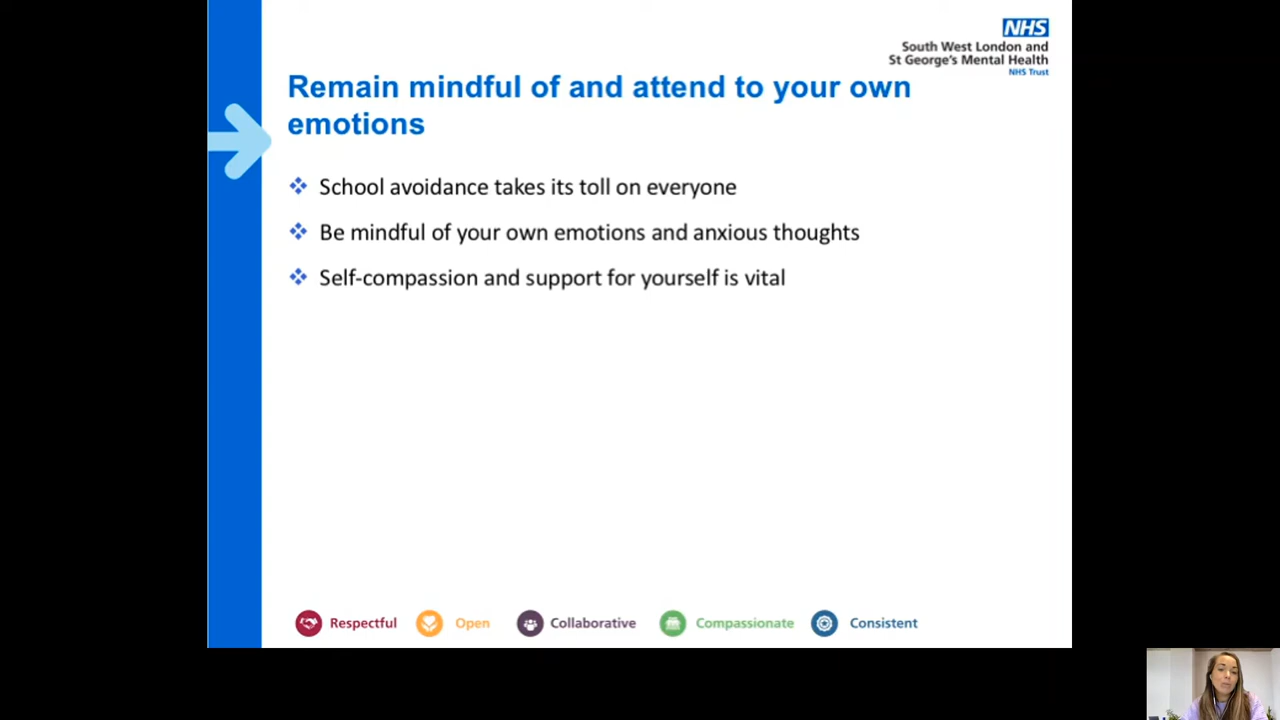 NHS
South West London and
St George's Mental Health
NHS Trust
Remain mindful of and attend to your own
emotions
School avoidance takes its toll on everyone
Be mindful of your own emotions and anxious thoughts
Self-compassion and support for yourself is vital
Respectful Open Collaborative Compassionate Consistent